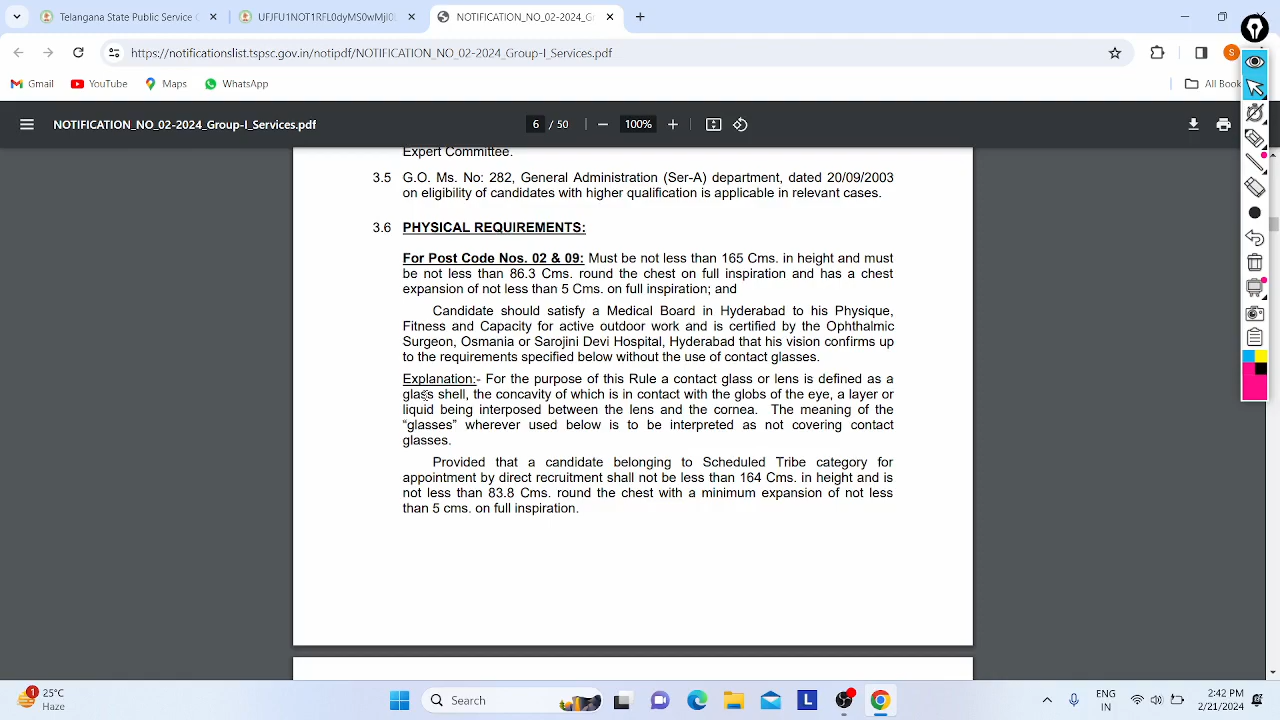 Telangana State Public Service
UFJFU1NOT1RFL0dyMS0wMjI0
NOTIFICATION_NO_02-2024_G
https://notificationslist.tspsc.gov.in/notipdf/NOTIFICATION_NO_02-2024_Group-I_Services.pdf
S
Gmail
YouTube
Maps
WhatsApp
All Book
NOTIFICATION_NO_02-2024_Group-I_Services.pdf
6 / 50
100%
Expert Committee.
3.5 G.O. Ms. No: 282, General Administration (Ser-A) department, dated 20/09/2003
on eligibility of candidates with higher qualification is applicable in relevant cases.
3.6 PHYSICAL REQUIREMENTS:
For Post Code Nos. 02 & 09: Must be not less than 165 Cms. in height and must
be not less than 86.3 Cms. round the chest on full inspiration and has a chest
expansion of not less than 5 Cms. on full inspiration; and
Candidate should satisfy a Medical Board in Hyderabad to his Physique,
Fitness and Capacity for active outdoor work and is certified by the Ophthalmic
Surgeon, Osmania or Sarojini Devi Hospital, Hyderabad that his vision confirms up
to the requirements specified below without the use of contact glasses.
Explanation:- For the purpose of this Rule a contact glass or lens is defined as a
glass shell, the concavity of which is in contact with the globs of the eye, a layer or
liquid being interposed between the lens and the cornea. The meaning of the
“glasses” wherever used below is to be interpreted as not covering contact
glasses.
Provided that a candidate belonging to Scheduled Tribe category for
appointment by direct recruitment shall not be less than 164 Cms. in height and is
not less than 83.8 Cms. round the chest with a minimum expansion of not less
than 5 cms. on full inspiration.
1
25°C
Haze
Search
L
ENG
IN
2:42 PM
2/21/2024